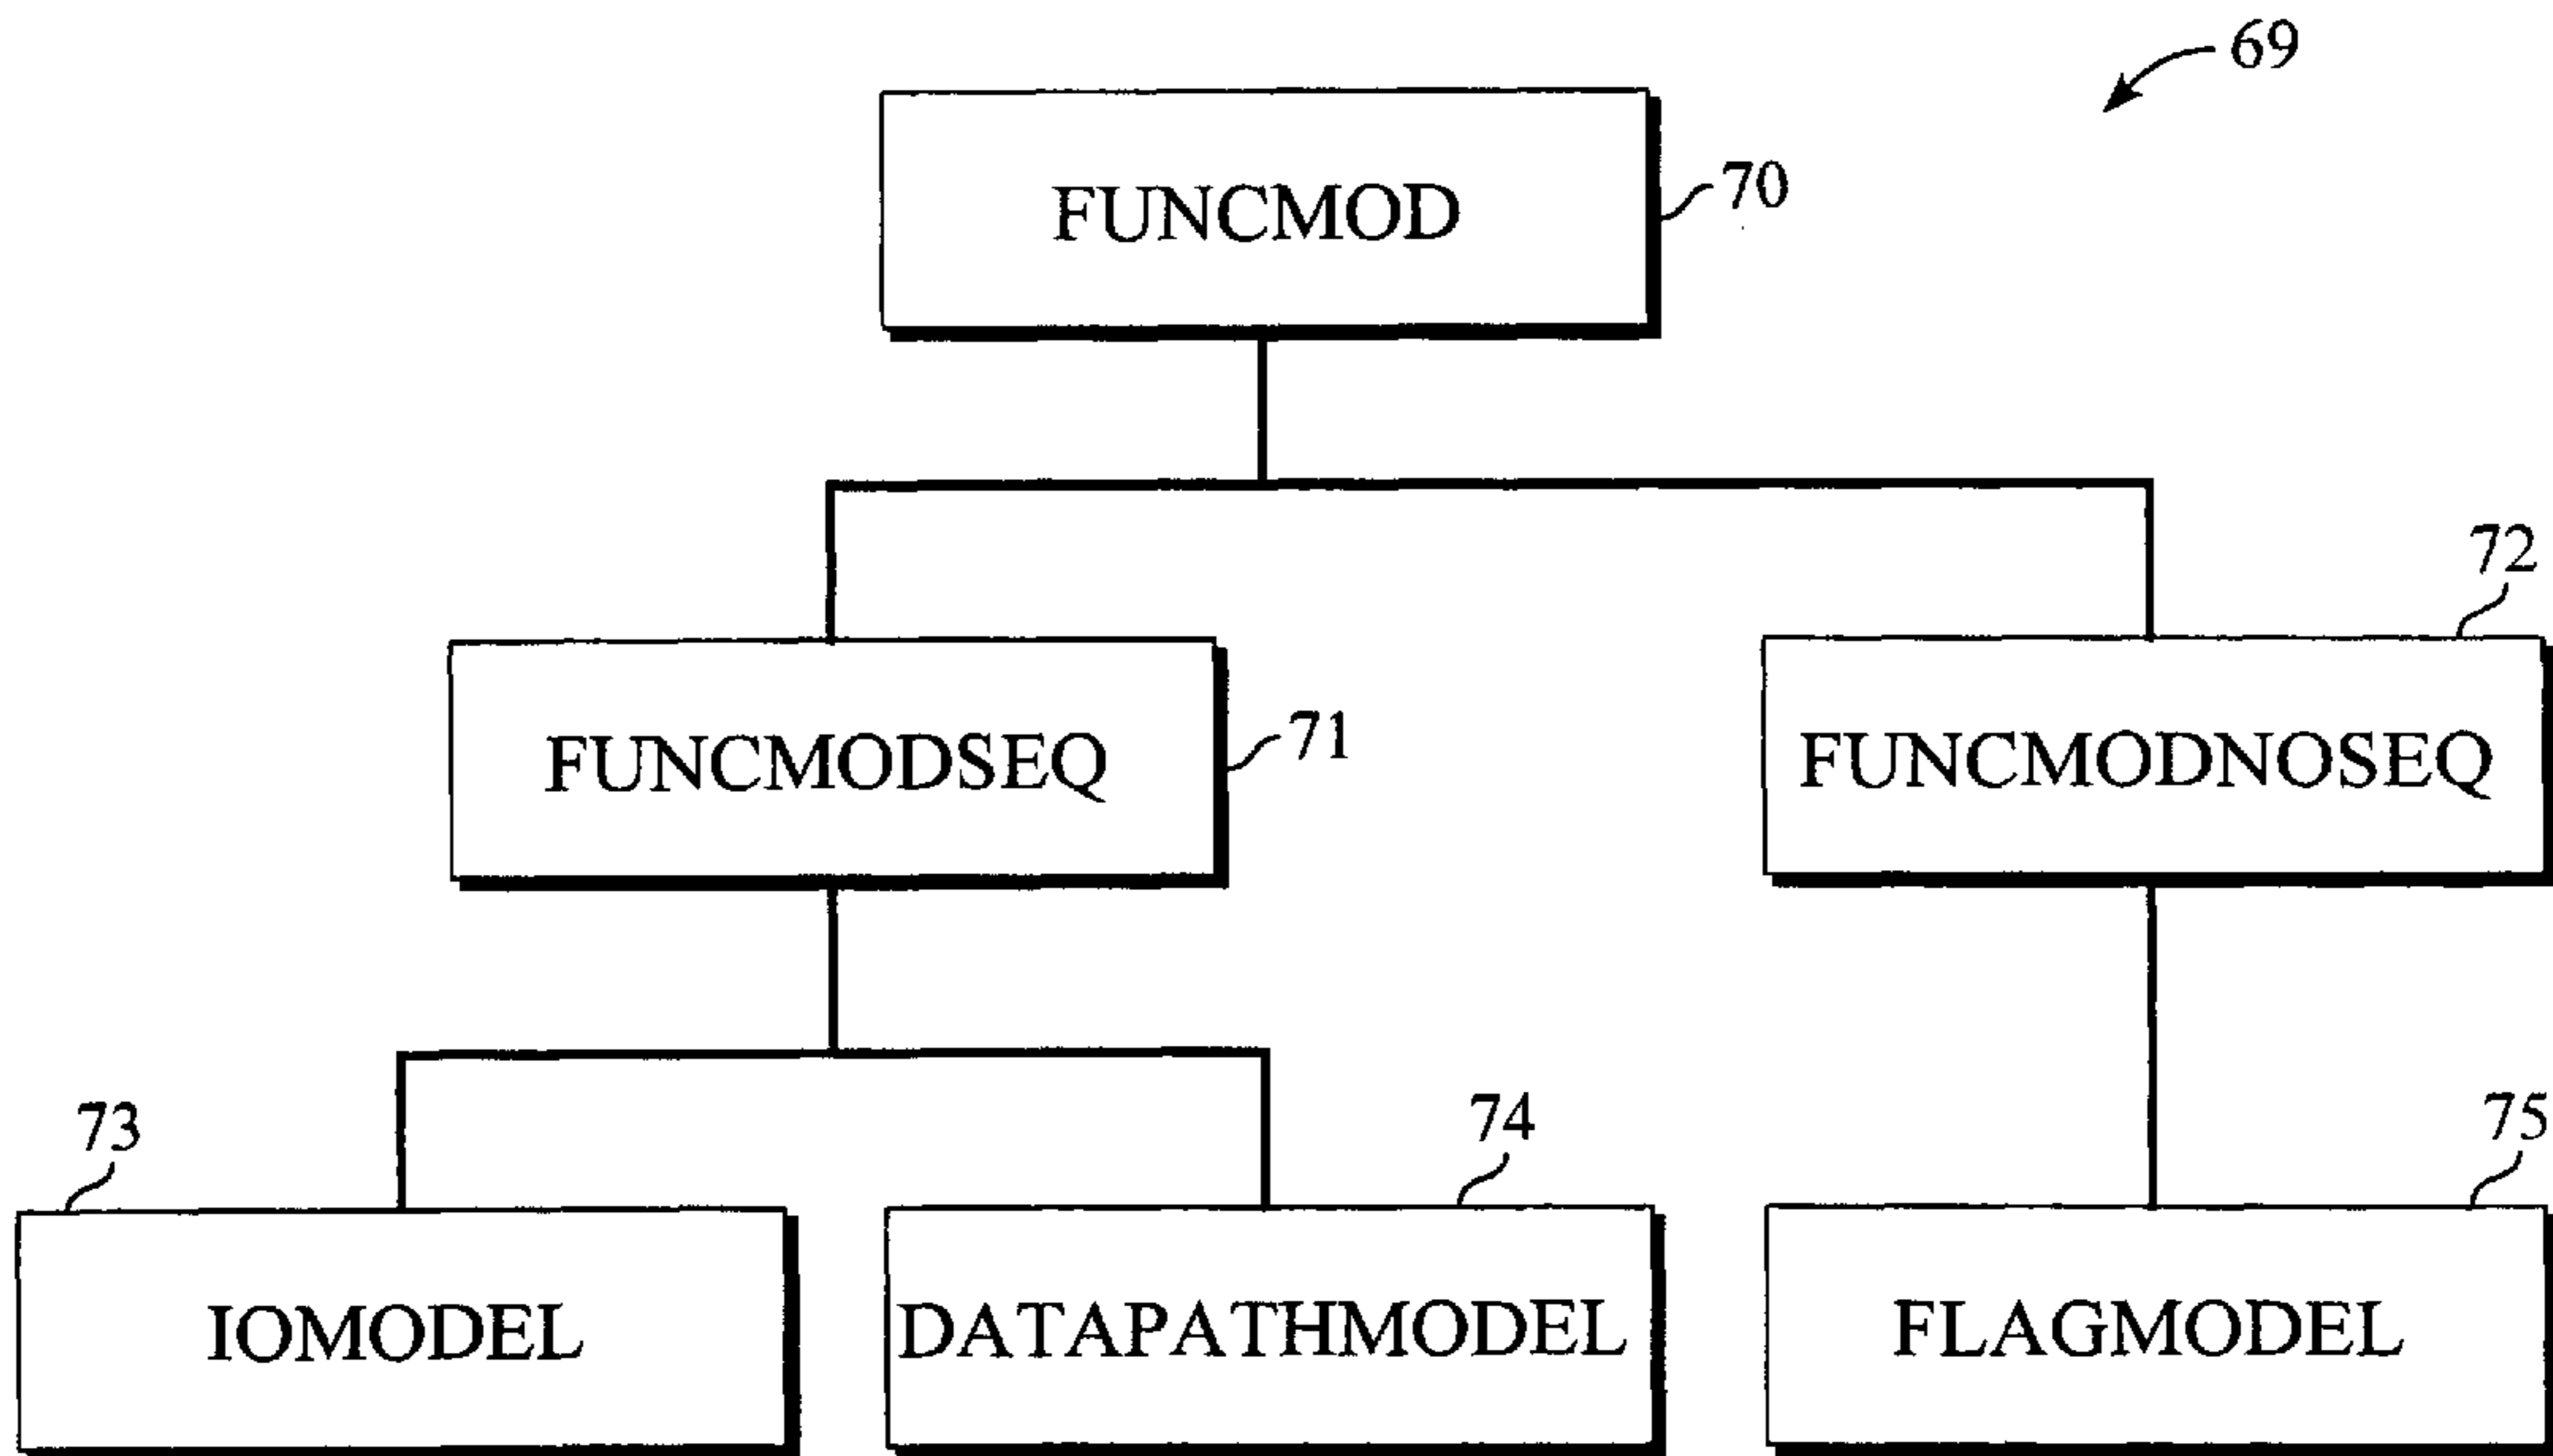 69
FUNCMOD
70
72
FUNCMODSEQ
71
FUNCMODNOSEQ
73
74
75
IOMODEL
DATAPATHMODEL
FLAGMODEL